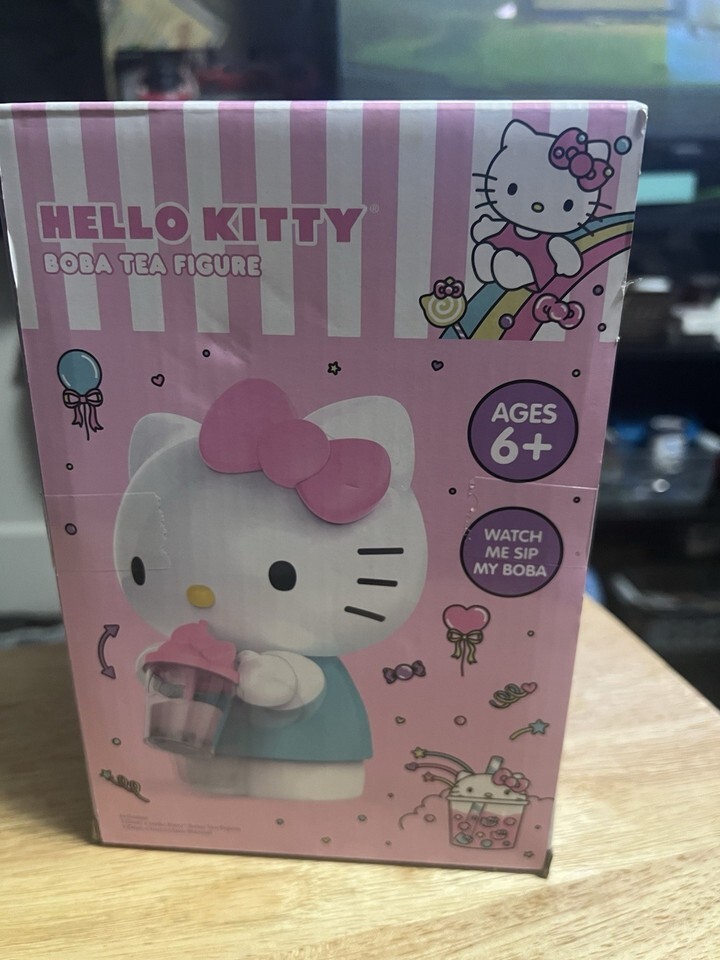 HELLO KITTY®
BOBA TEA FIGURE
AGES
6+
WATCH
ME SIP
MY BOBA